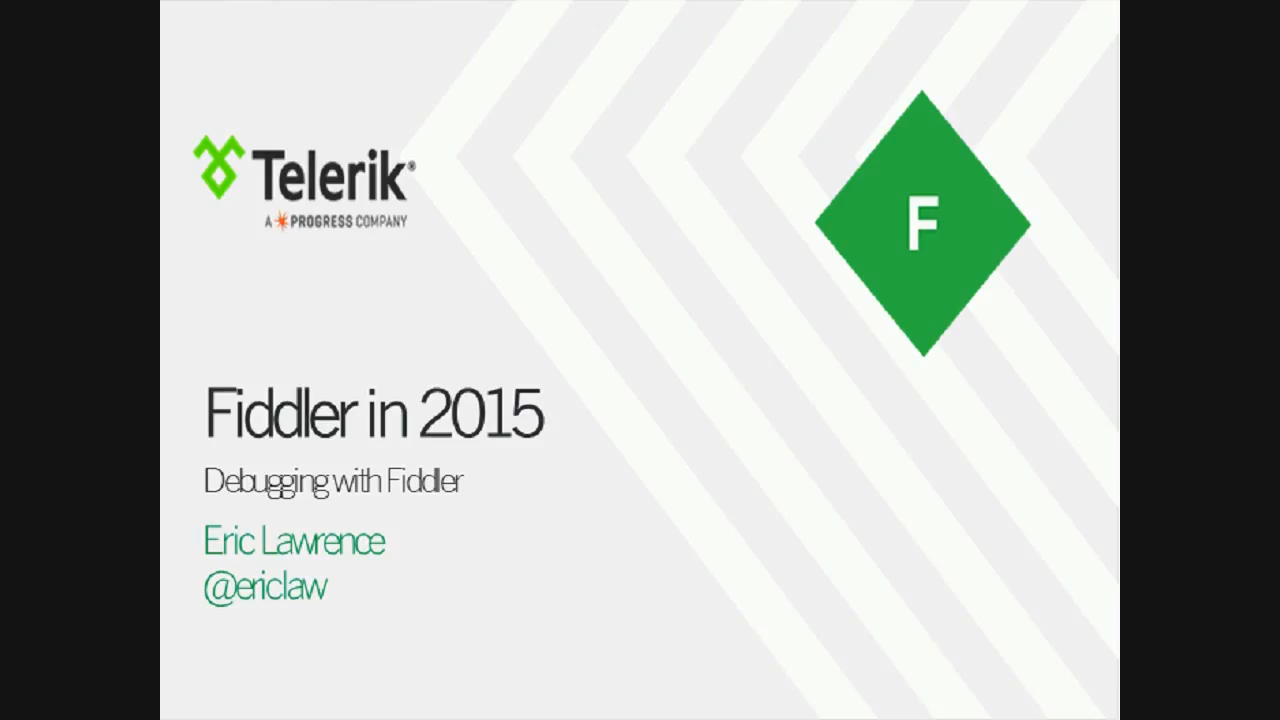 Telerik®
A PROGRESS COMPANY
F
Fiddler in 2015
Debugging with Fiddler
Eric Lawrence
@ericlaw